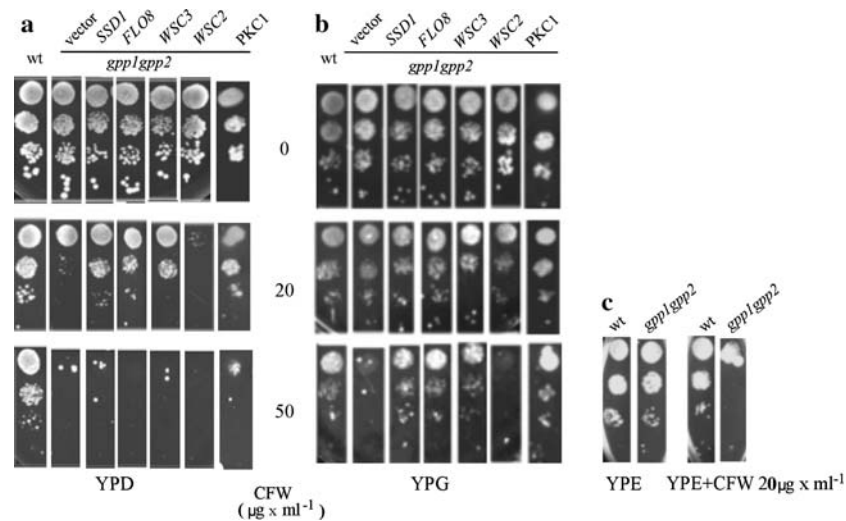 a
wt
vector
SSD1
FLO8
WSC3
WSC2
PKC1
gpp1gpp2
b
wt
vector
SSD1
FLO8
WSC3
WSC2
PKC1
gpp1gpp2
0
20
50
CFW
( µg x ml-1 )
YPD
YPG
c
wt
gpp1gpp2
wt
gpp1gpp2
YPE
YPE+CFW 20µg x ml-1